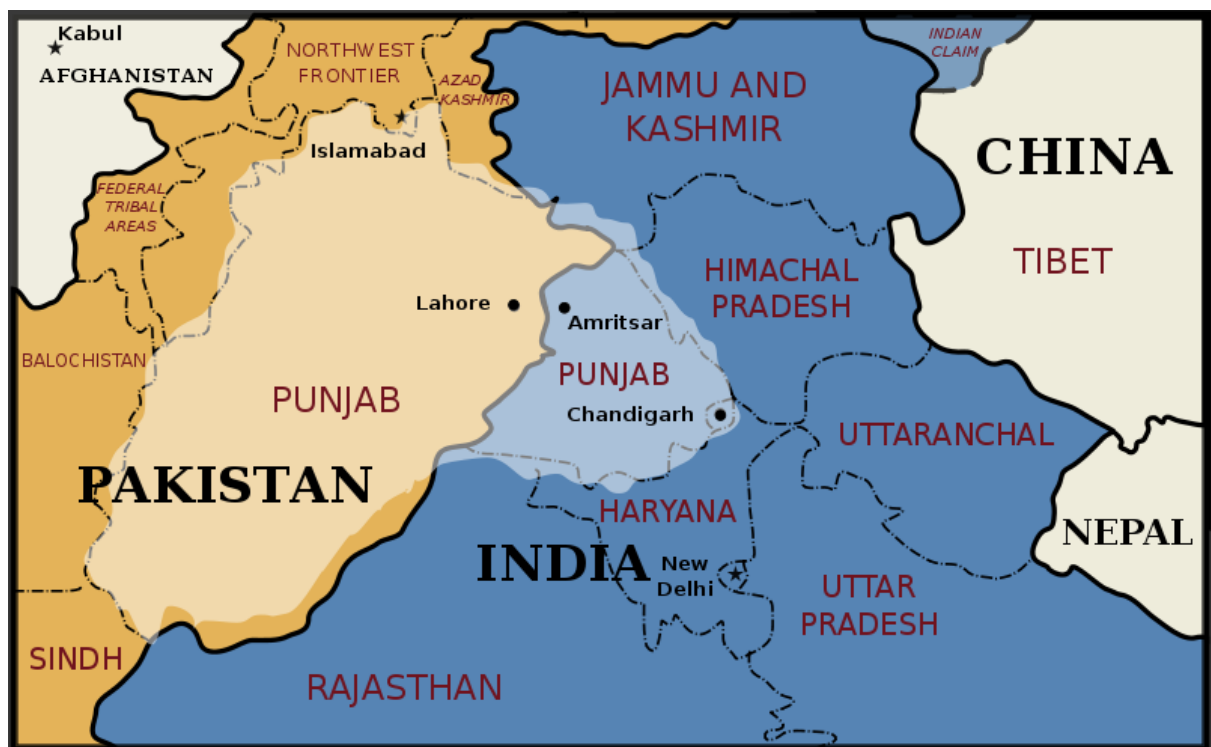 Kabul
AFGHANISTAN
NORTHWEST
FRONTIER
AZAD
KASHMIR
JAMMU AND
KASHMIR
INDIAN
CLAIM
CHINA
Islamabad
FEDERAL
TRIBAL
AREAS
TIBET
HIMACHAL
PRADESH
Lahore
Amritsar
BALOCHISTAN
PUNJAB
PUNJAB
Chandigarh
UTTARANCHAL
PAKISTAN
HARYANA
NEPAL
INDIA
New
Delhi
UTTAR
PRADESH
SINDH
RAJASTHAN